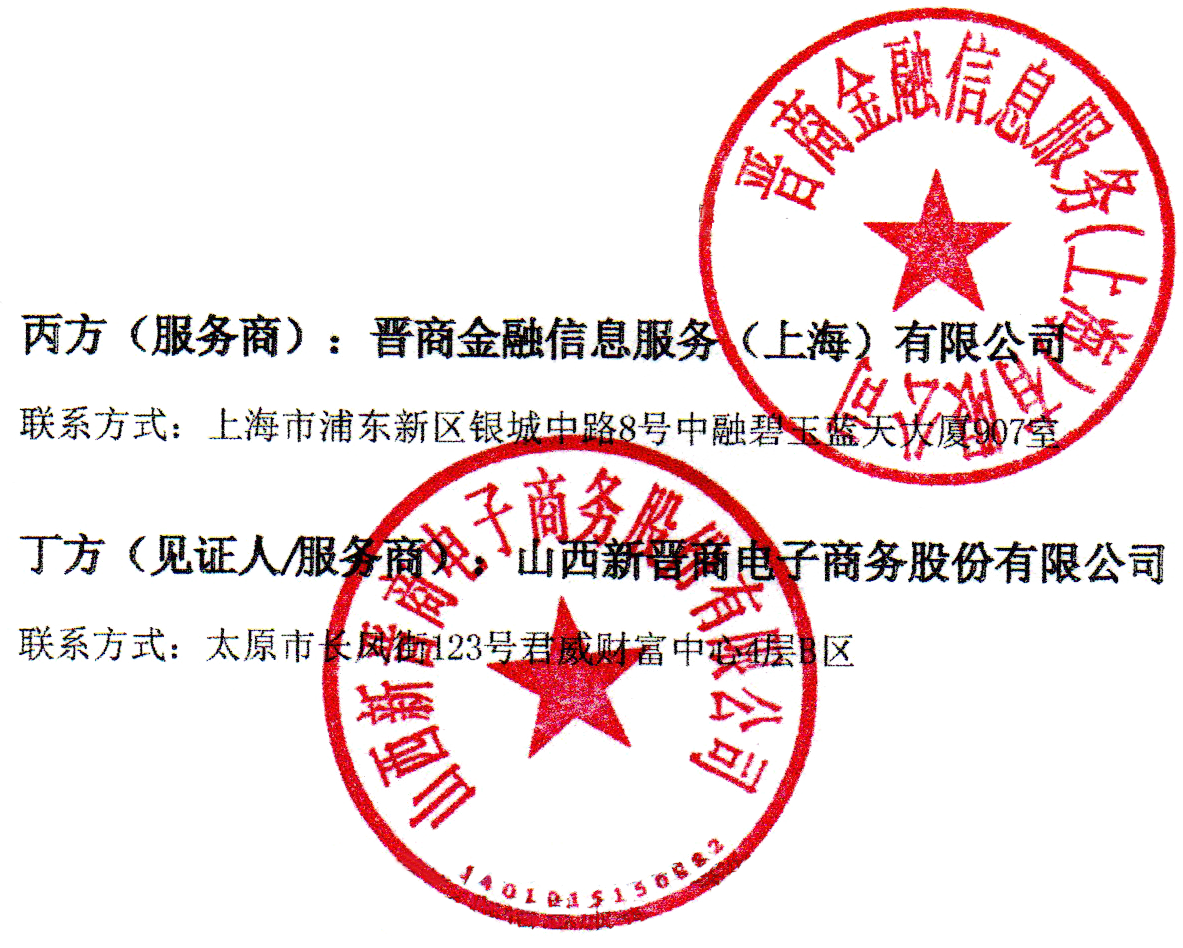 晋商金融信息服务(上海)有限公司
丙方（服务商）：晋商金融信息服务（上海）有限公司
联系方式：上海市浦东新区银城中路8号中融碧玉蓝天大厦907室
丁方（见证人/服务商）：山西新晋商电子商务股份有限公司
联系方式：太原市长风街123号君威财富中心4层B区
山西新晋商电子商务股份有限公司